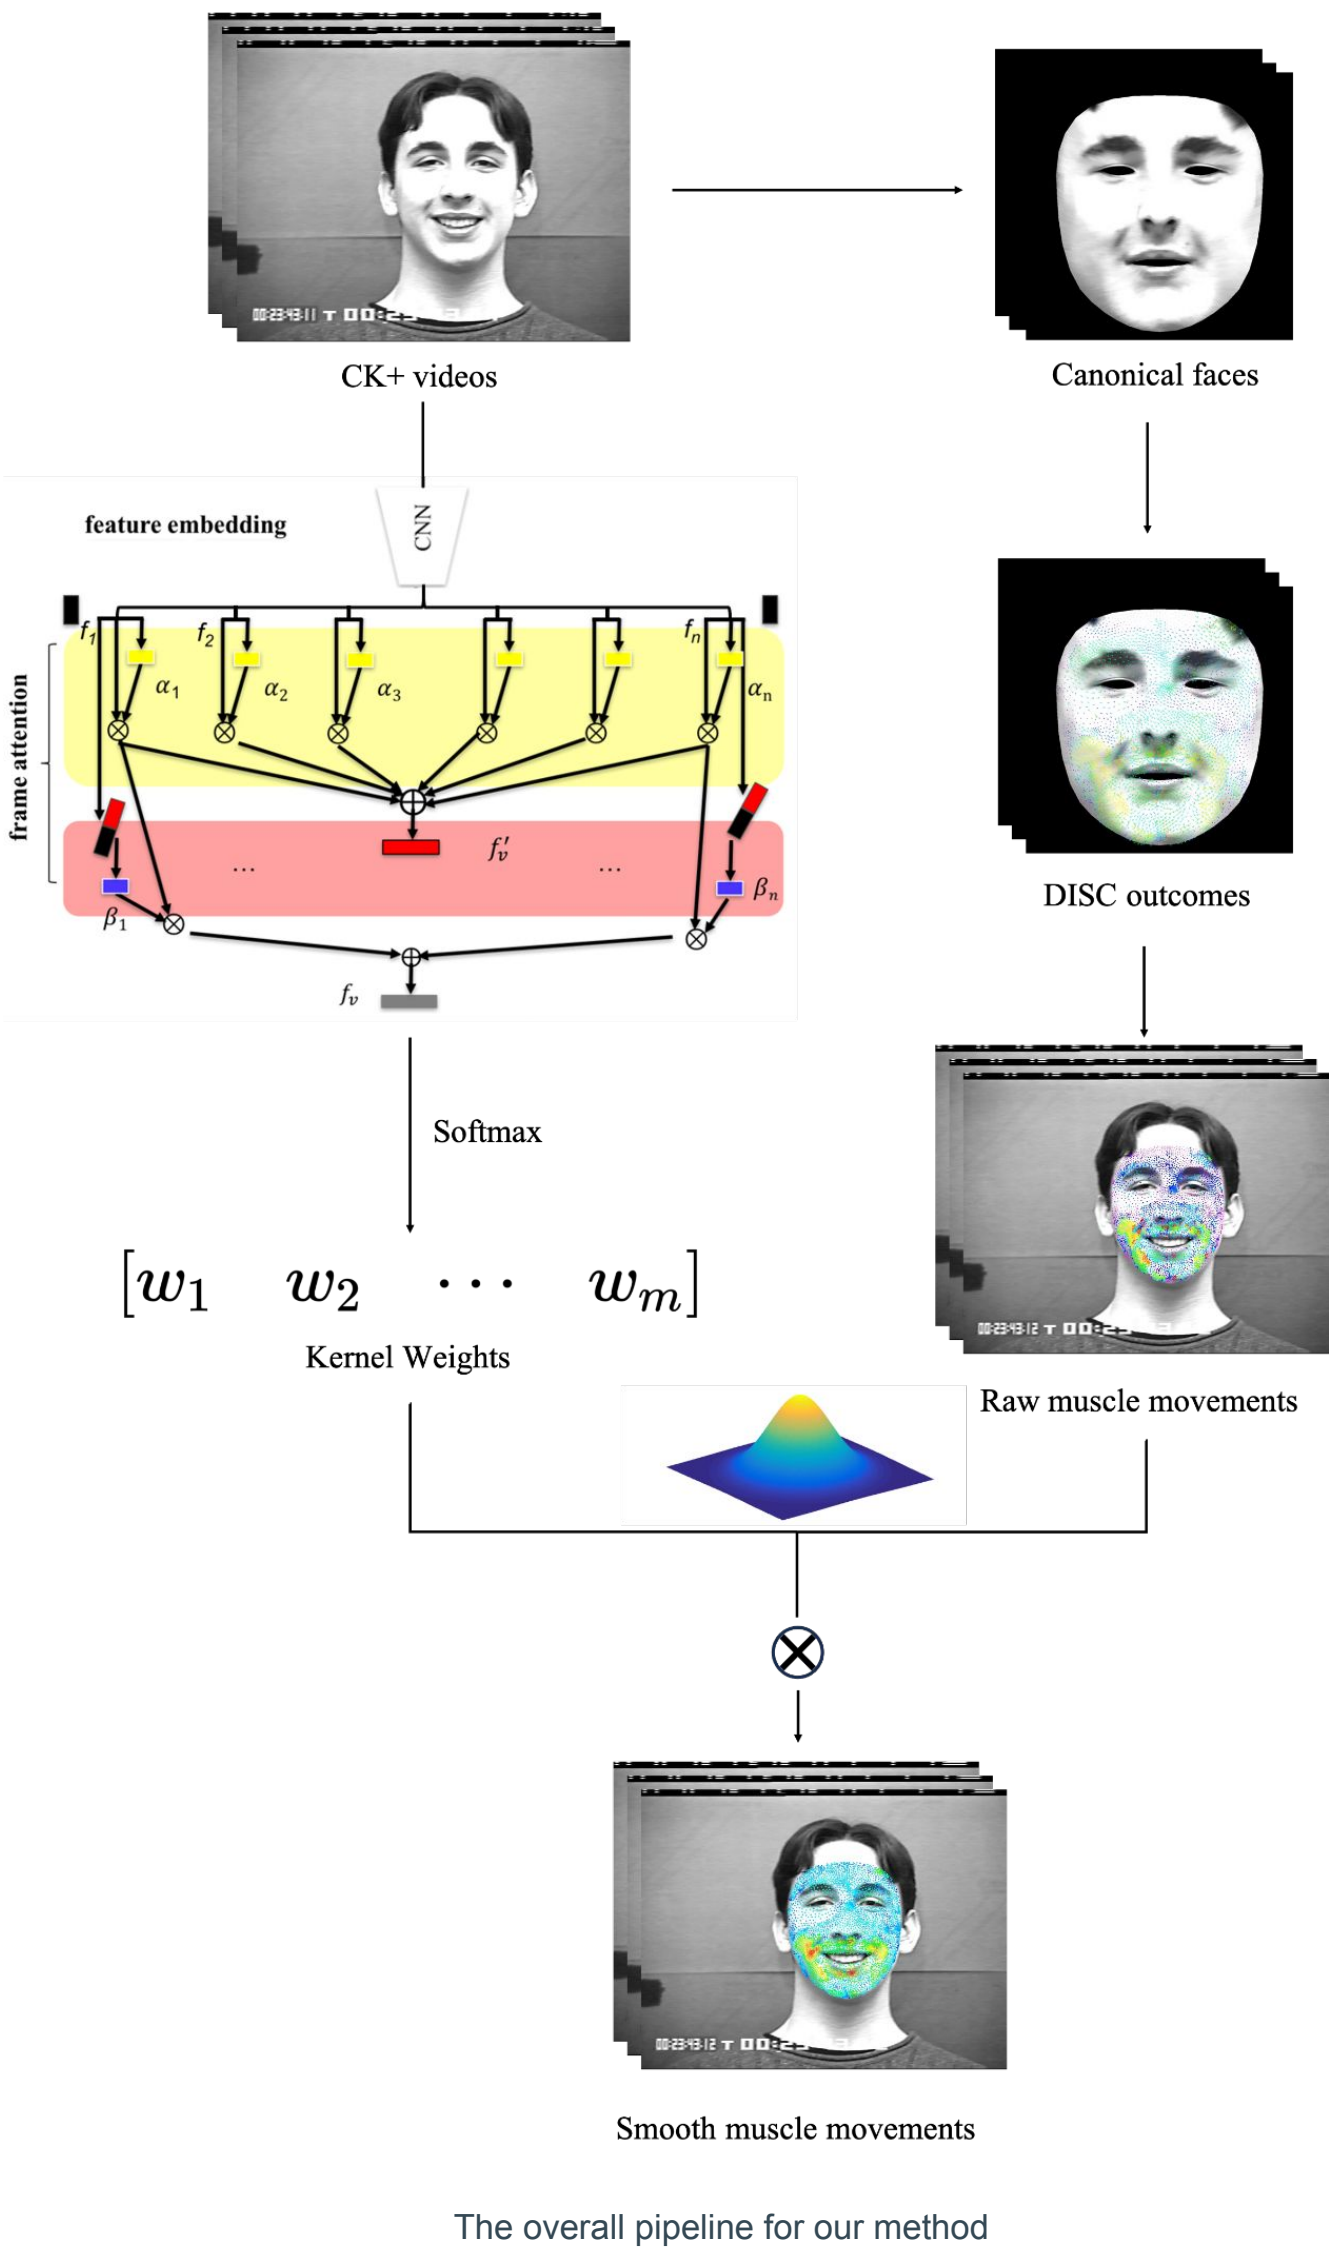 CK+ videos
Canonical faces
feature embedding
CNN
f₁
f₂
fₙ
α₁
α₂
α₃
αₙ
frame attention
f′ᵥ
...
...
β₁
βₙ
fᵥ
DISC outcomes
Softmax
[w₁ w₂ ··· wₘ]
Kernel Weights
Raw muscle movements
Smooth muscle movements
The overall pipeline for our method